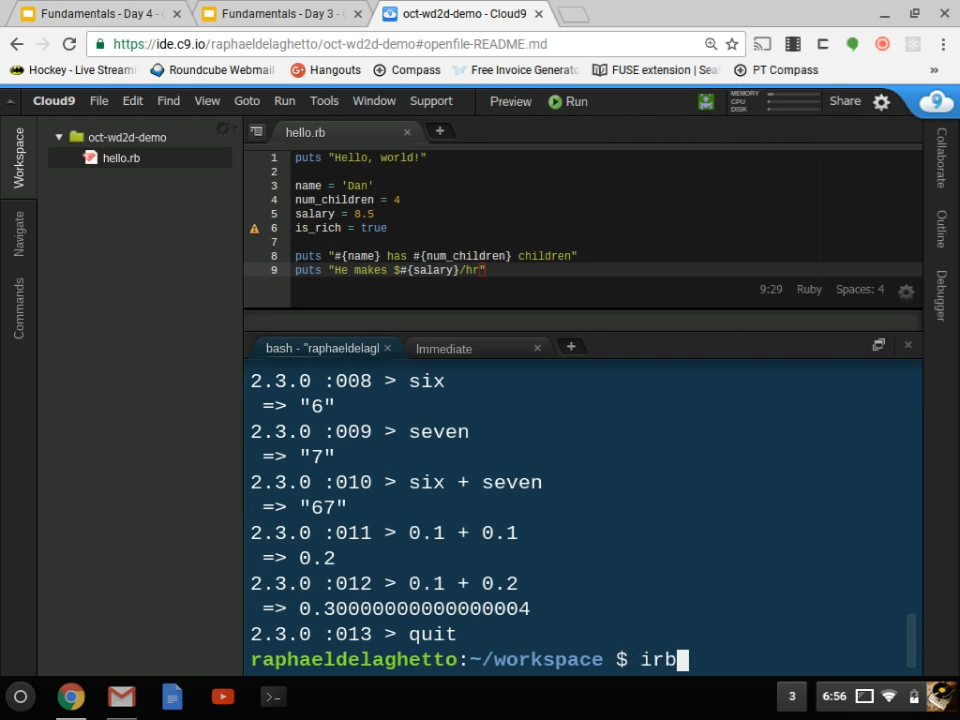 Fundamentals - Day 4 -
Fundamentals - Day 3 -
oct-wd2d-demo - Cloud9
https://ide.c9.io/raphaeldelaghetto/oct-wd2d-demo#openfile-README.md
Hockey - Live Streami
Roundcube Webmail
Hangouts
Compass
Free Invoice Generato
FUSE extension | Sea
PT Compass
Cloud9 File Edit Find View Goto Run Tools Window Support Preview Run MEMORY CPU DISK Share
Workspace
Navigate
Commands
oct-wd2d-demo
hello.rb
hello.rb
1 puts "Hello, world!"
2
3 name = 'Dan'
4 num_children = 4
5 salary = 8.5
6 is_rich = true
7
8 puts "#{name} has #{num_children} children"
9 puts "He makes $#{salary}/hr"
9:29 Ruby Spaces: 4
Collaborate
Outline
Debugger
bash - "raphaeldelagl
Immediate
2.3.0 :008 > six
=> "6"
2.3.0 :009 > seven
=> "7"
2.3.0 :010 > six + seven
=> "67"
2.3.0 :011 > 0.1 + 0.1
=> 0.2
2.3.0 :012 > 0.1 + 0.2
=> 0.30000000000000004
2.3.0 :013 > quit
raphaeldelaghetto:~/workspace $ irb
3
6:56